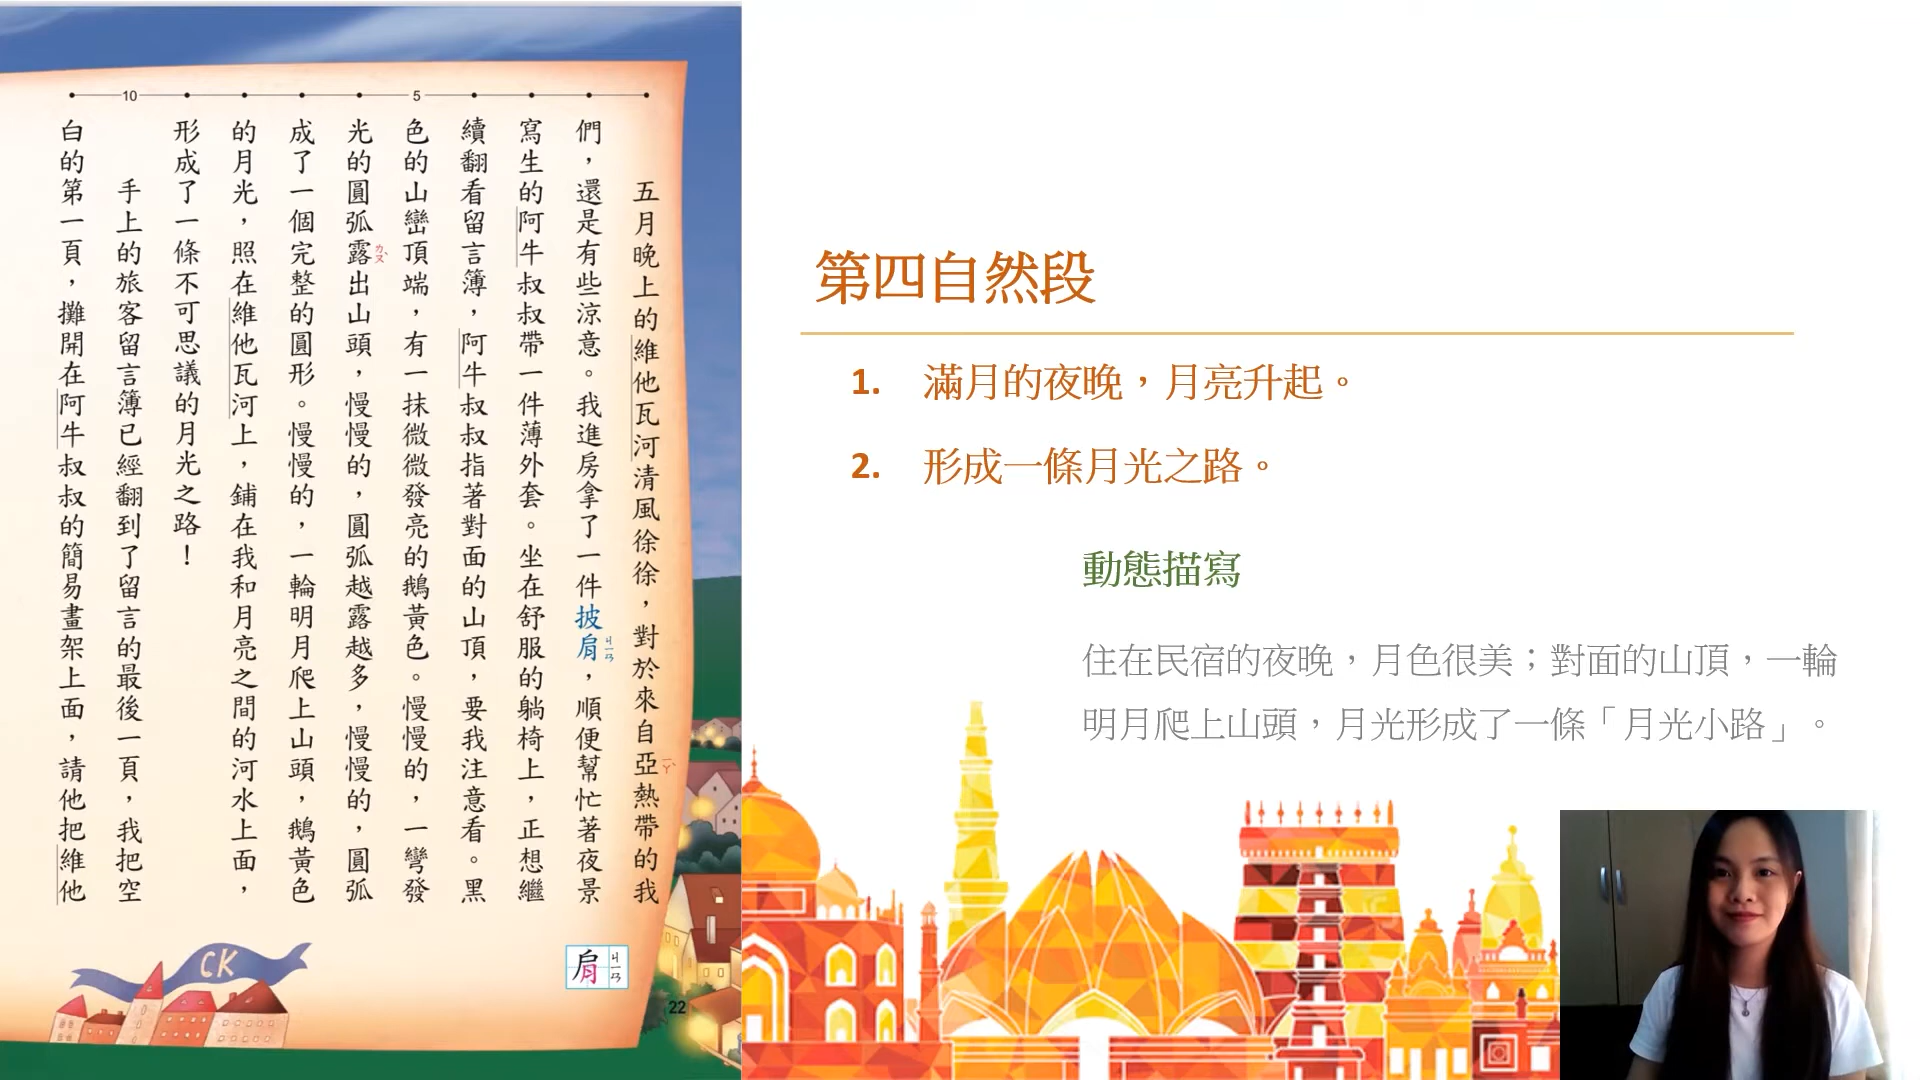 五月晚上的維他瓦河清風徐徐，對於來自亞熱帶的我
ㄧㄚˋ
們，還是有些涼意。我進房拿了一件披肩，順便幫忙著夜景
ㄐㄧㄢ
寫生的阿牛叔叔帶一件薄外套。坐在舒服的躺椅上，正想繼
續翻看留言簿，阿牛叔叔指著對面的山頂，要我注意看。黑
色的山巒頂端，有一抹微微發亮的鵝黃色。慢慢的，一彎發
光的圓弧露出山頭，慢慢的，圓弧越露越多，慢慢的，圓弧
ㄌㄡˋ
成了一個完整的圓形。慢慢的，一輪明月爬上山頭，鵝黃色
的月光，照在維他瓦河上，鋪在我和月亮之間的河水上面，
形成了一條不可思議的月光之路！
手上的旅客留言簿已經翻到了留言的最後一頁，我把空
白的第一頁，攤開在阿牛叔叔的簡易畫架上面，請他把維他
5
10
肩
ㄐㄧㄢ
CK
22
第四自然段
1. 滿月的夜晚，月亮升起。
2. 形成一條月光之路。
動態描寫
住在民宿的夜晚，月色很美；對面的山頂，一輪
明月爬上山頭，月光形成了一條「月光小路」。